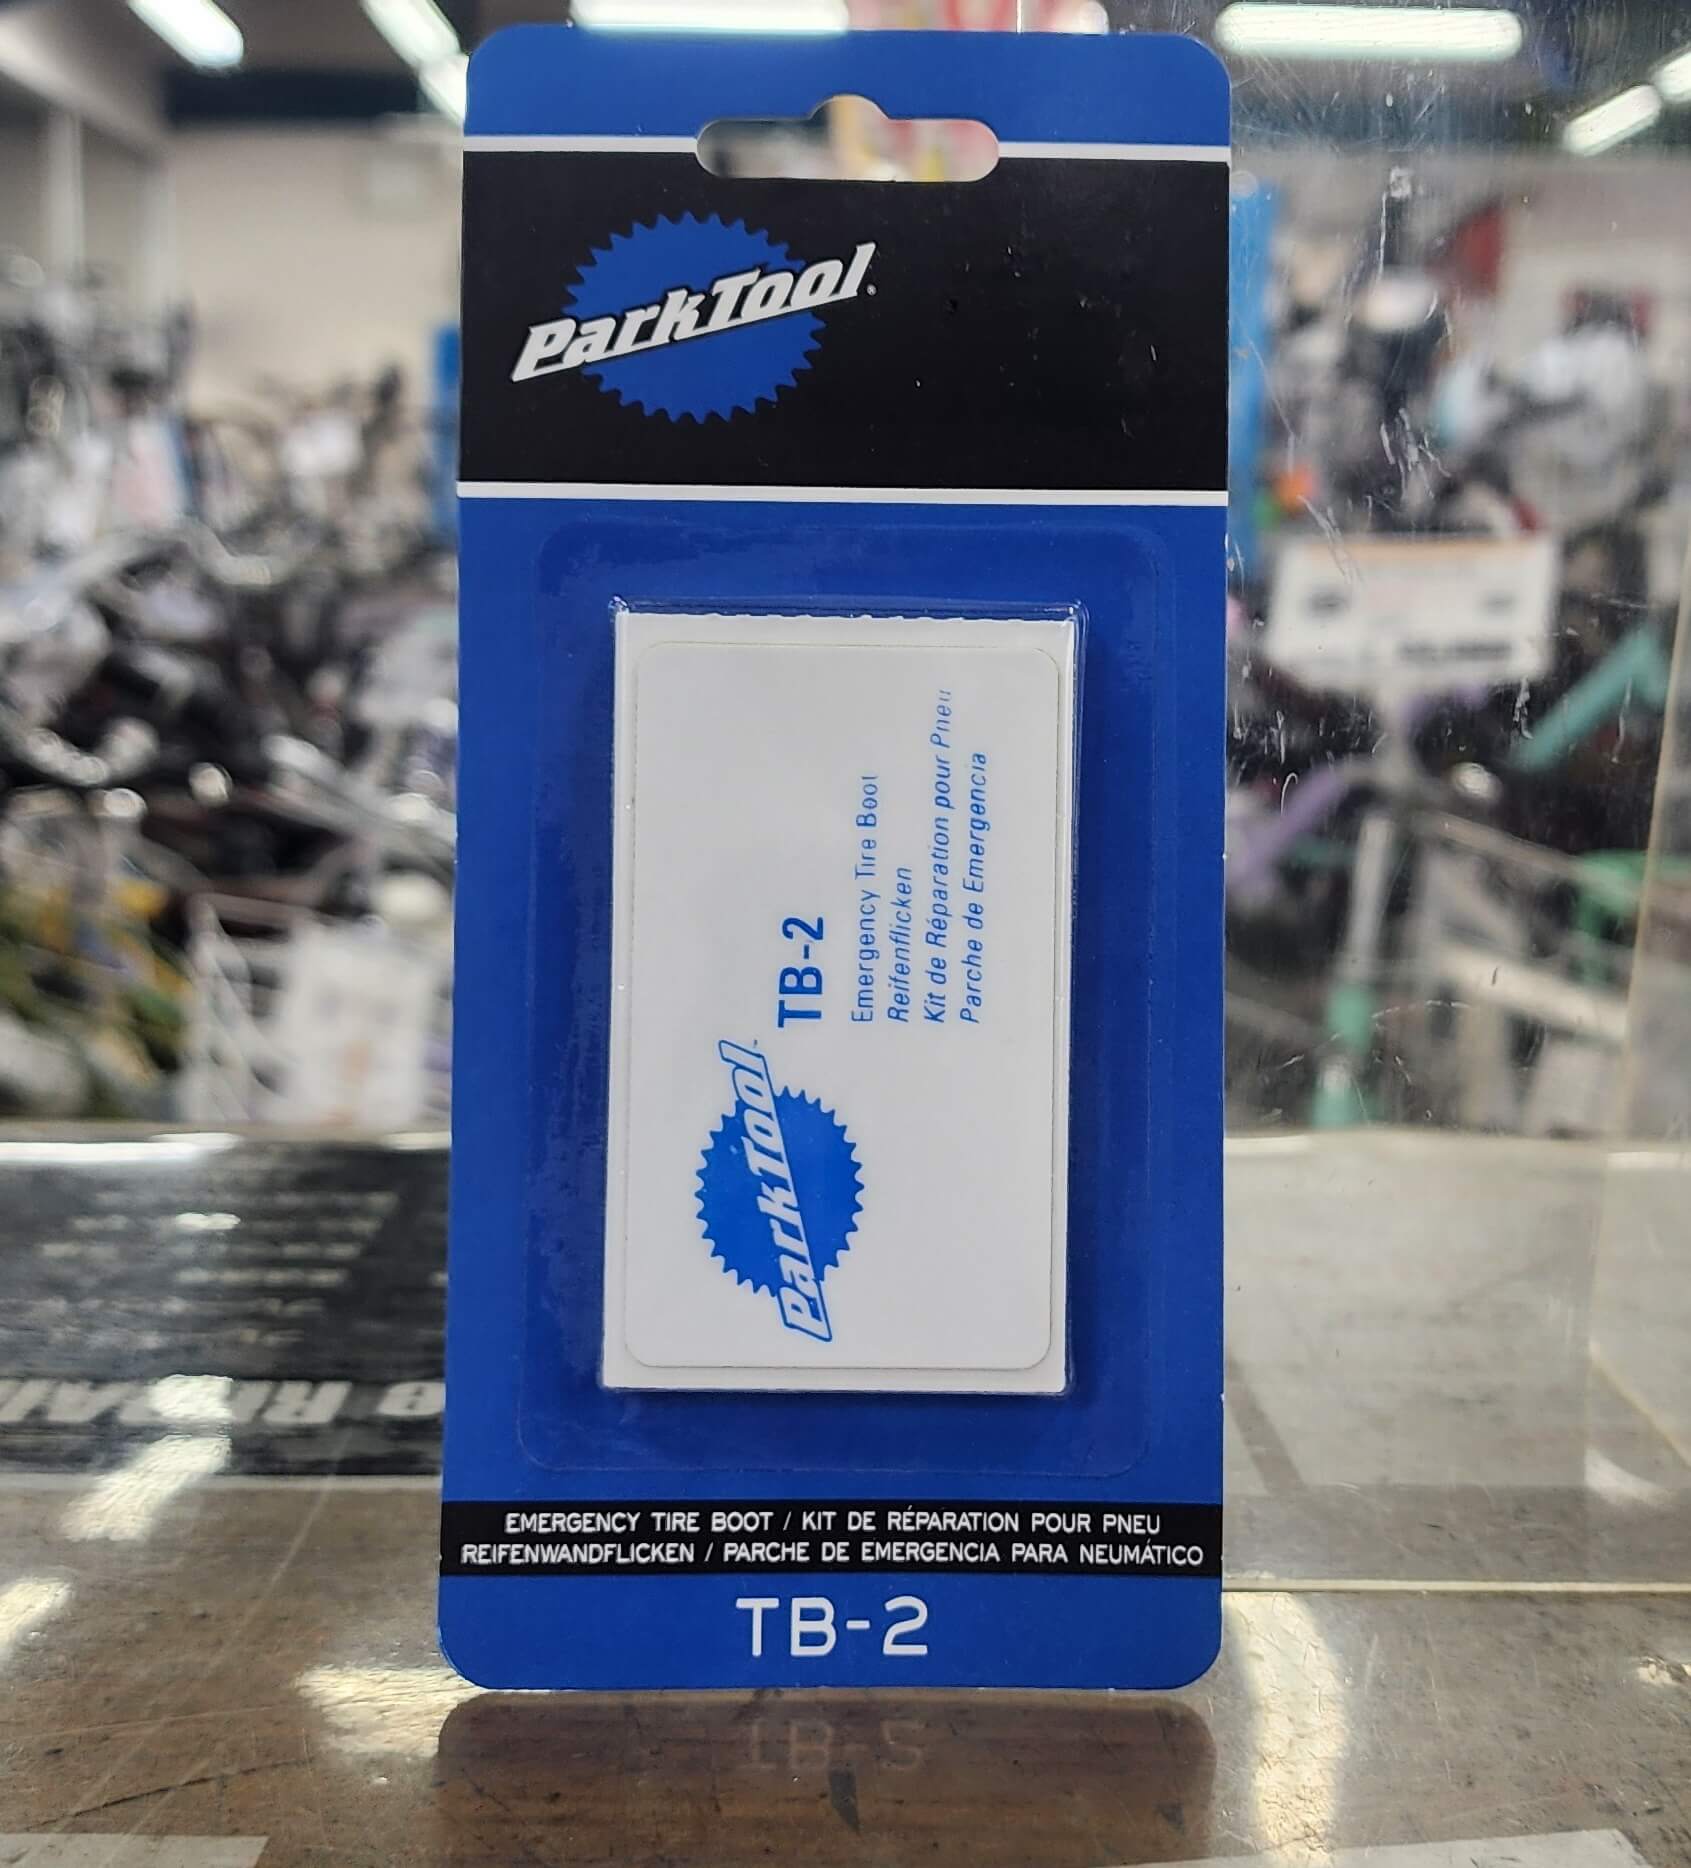 ParkTool®
ParkTool™
TB-2
Emergency Tire Boot
Reifenflicken
Kit de Réparation pour Pneu
Parche de Emergencia
EMERGENCY TIRE BOOT / KIT DE RÉPARATION POUR PNEU
REIFENWANDFLICKEN / PARCHE DE EMERGENCIA PARA NEUMÁTICO
TB-2